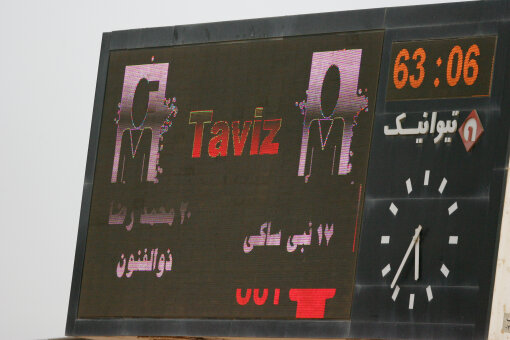 63:06
تیوانیک
Taviz
۲۰ محمد رضا
ذوالفنون
۱۷ نبی ساکی
OUT